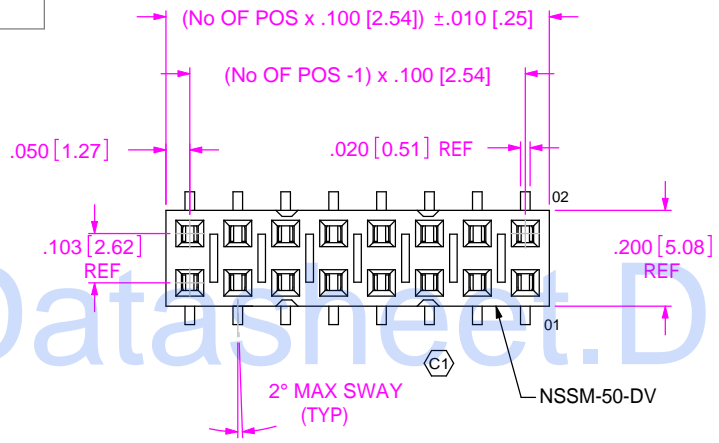 (No OF POS x .100 [2.54]) ±.010 [.25]
(No OF POS -1) x .100 [2.54]
.050 [1.27]
.020 [0.51] REF
02
.103 [2.62]
REF
.200 [5.08]
REF
Datasheet.D
01
C1
2° MAX SWAY
(TYP)
NSSM-50-DV